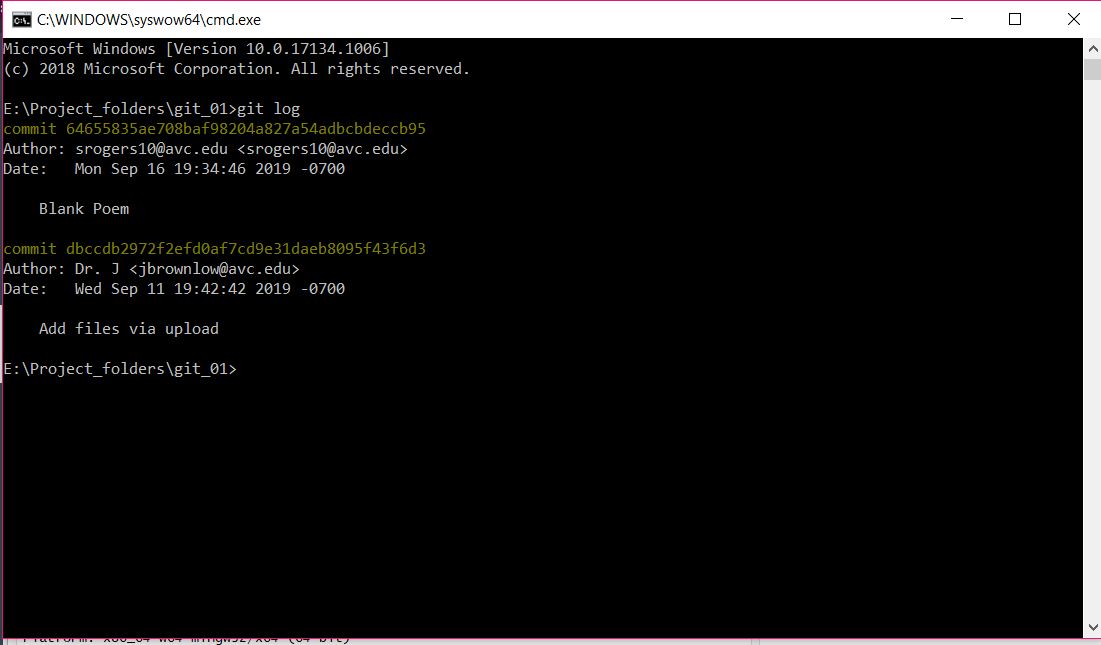 C:\WINDOWS\syswow64\cmd.exe
Microsoft Windows [Version 10.0.17134.1006]
(c) 2018 Microsoft Corporation. All rights reserved.
E:\Project_folders\git_01>git log
commit 64655835ae708baf98204a827a54adbcbdeccb95
Author: srogers10@avc.edu <srogers10@avc.edu>
Date:   Mon Sep 16 19:34:46 2019 -0700
Blank Poem
commit dbccdb2972f2efd0af7cd9e31daeb8095f43f6d3
Author: Dr. J <jbrownlow@avc.edu>
Date:   Wed Sep 11 19:42:42 2019 -0700
Add files via upload
E:\Project_folders\git_01>